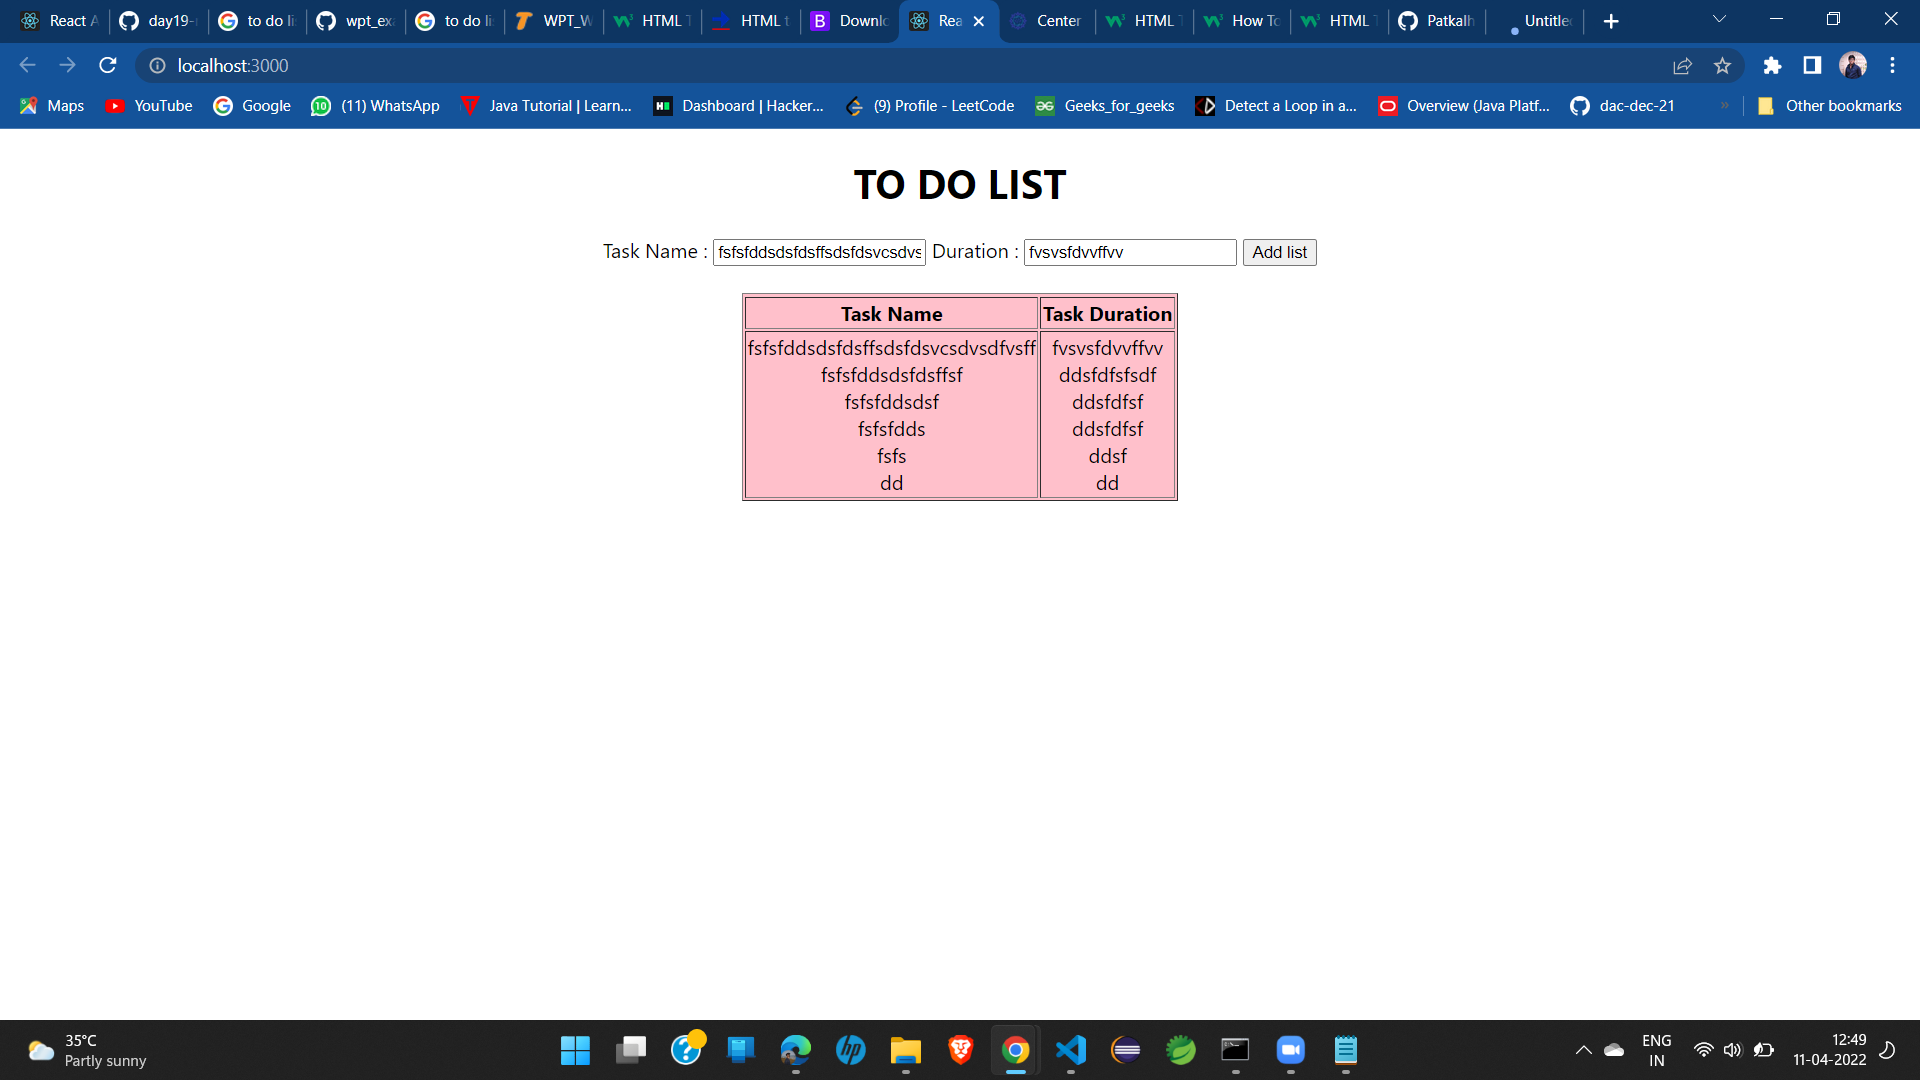 React A
day19-
to do li
wpt_exa
to do li
WPT_W
HTML T
HTML t
Downlo
Rea
Center
HTML T
How To
HTML T
Patkalh
Untitled
localhost:3000
Maps
YouTube
Google
(11) WhatsApp
Java Tutorial | Learn...
Dashboard | Hacker...
(9) Profile - LeetCode
Geeks_for_geeks
Detect a Loop in a...
Overview (Java Platf...
dac-dec-21
»
Other bookmarks
TO DO LIST
Task Name : fsfsfddsdsfdsffsdsfdsvcsdvs Duration : fvsvsfdvvffvv Add list
Task Name Task Duration
fsfsfddsdsfdsffsdsfdsvcsdvsdfvsff fvsvsfdvvffvv
fsfsfddsdsfdsffsf ddsfdfsfsdf
fsfsfddsdsf ddsfdfsf
fsfsfdds ddsfdfsf
fsfs ddsf
dd dd
35°C
Partly sunny
ENG
IN
12:49
11-04-2022